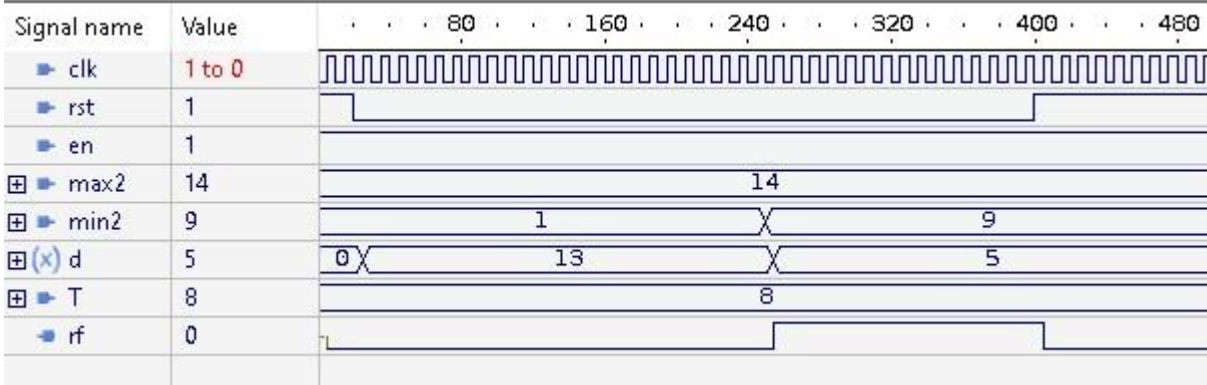 Signal name Value 80 160 240 320 400 480
clk 1 to 0
rst 1
en 1
max2 14 14
min2 9 1 9
(x) d 5 0 13 5
T 8 8
rf 0